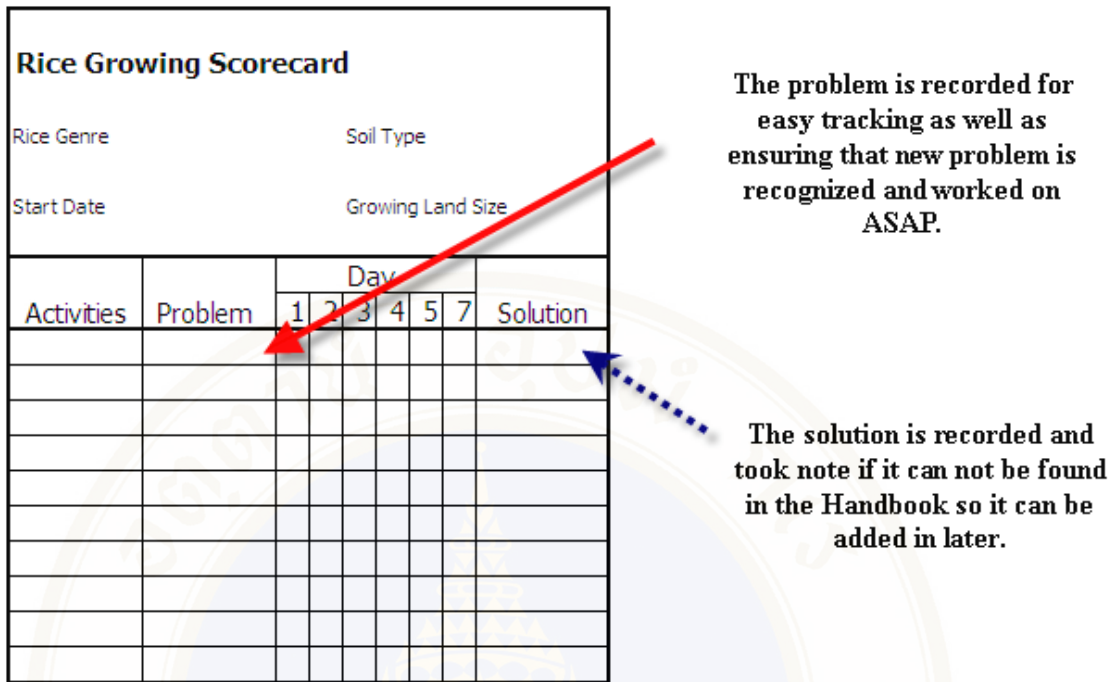 Rice Growing Scorecard
Rice Genre Soil Type
Start Date Growing Land Size
Day
Activities Problem 1 2 3 4 5 7 Solution
The problem is recorded for
easy tracking as well as
ensuring that new problem is
recognized and worked on
ASAP.
The solution is recorded and
took note if it can not be found
in the Handbook so it can be
added in later.